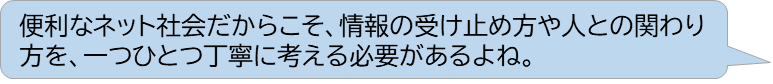 便利なネット社会だからこそ、情報の受け止め方や人との関わり
方を、一つひとつ丁寧に考える必要があるよね。